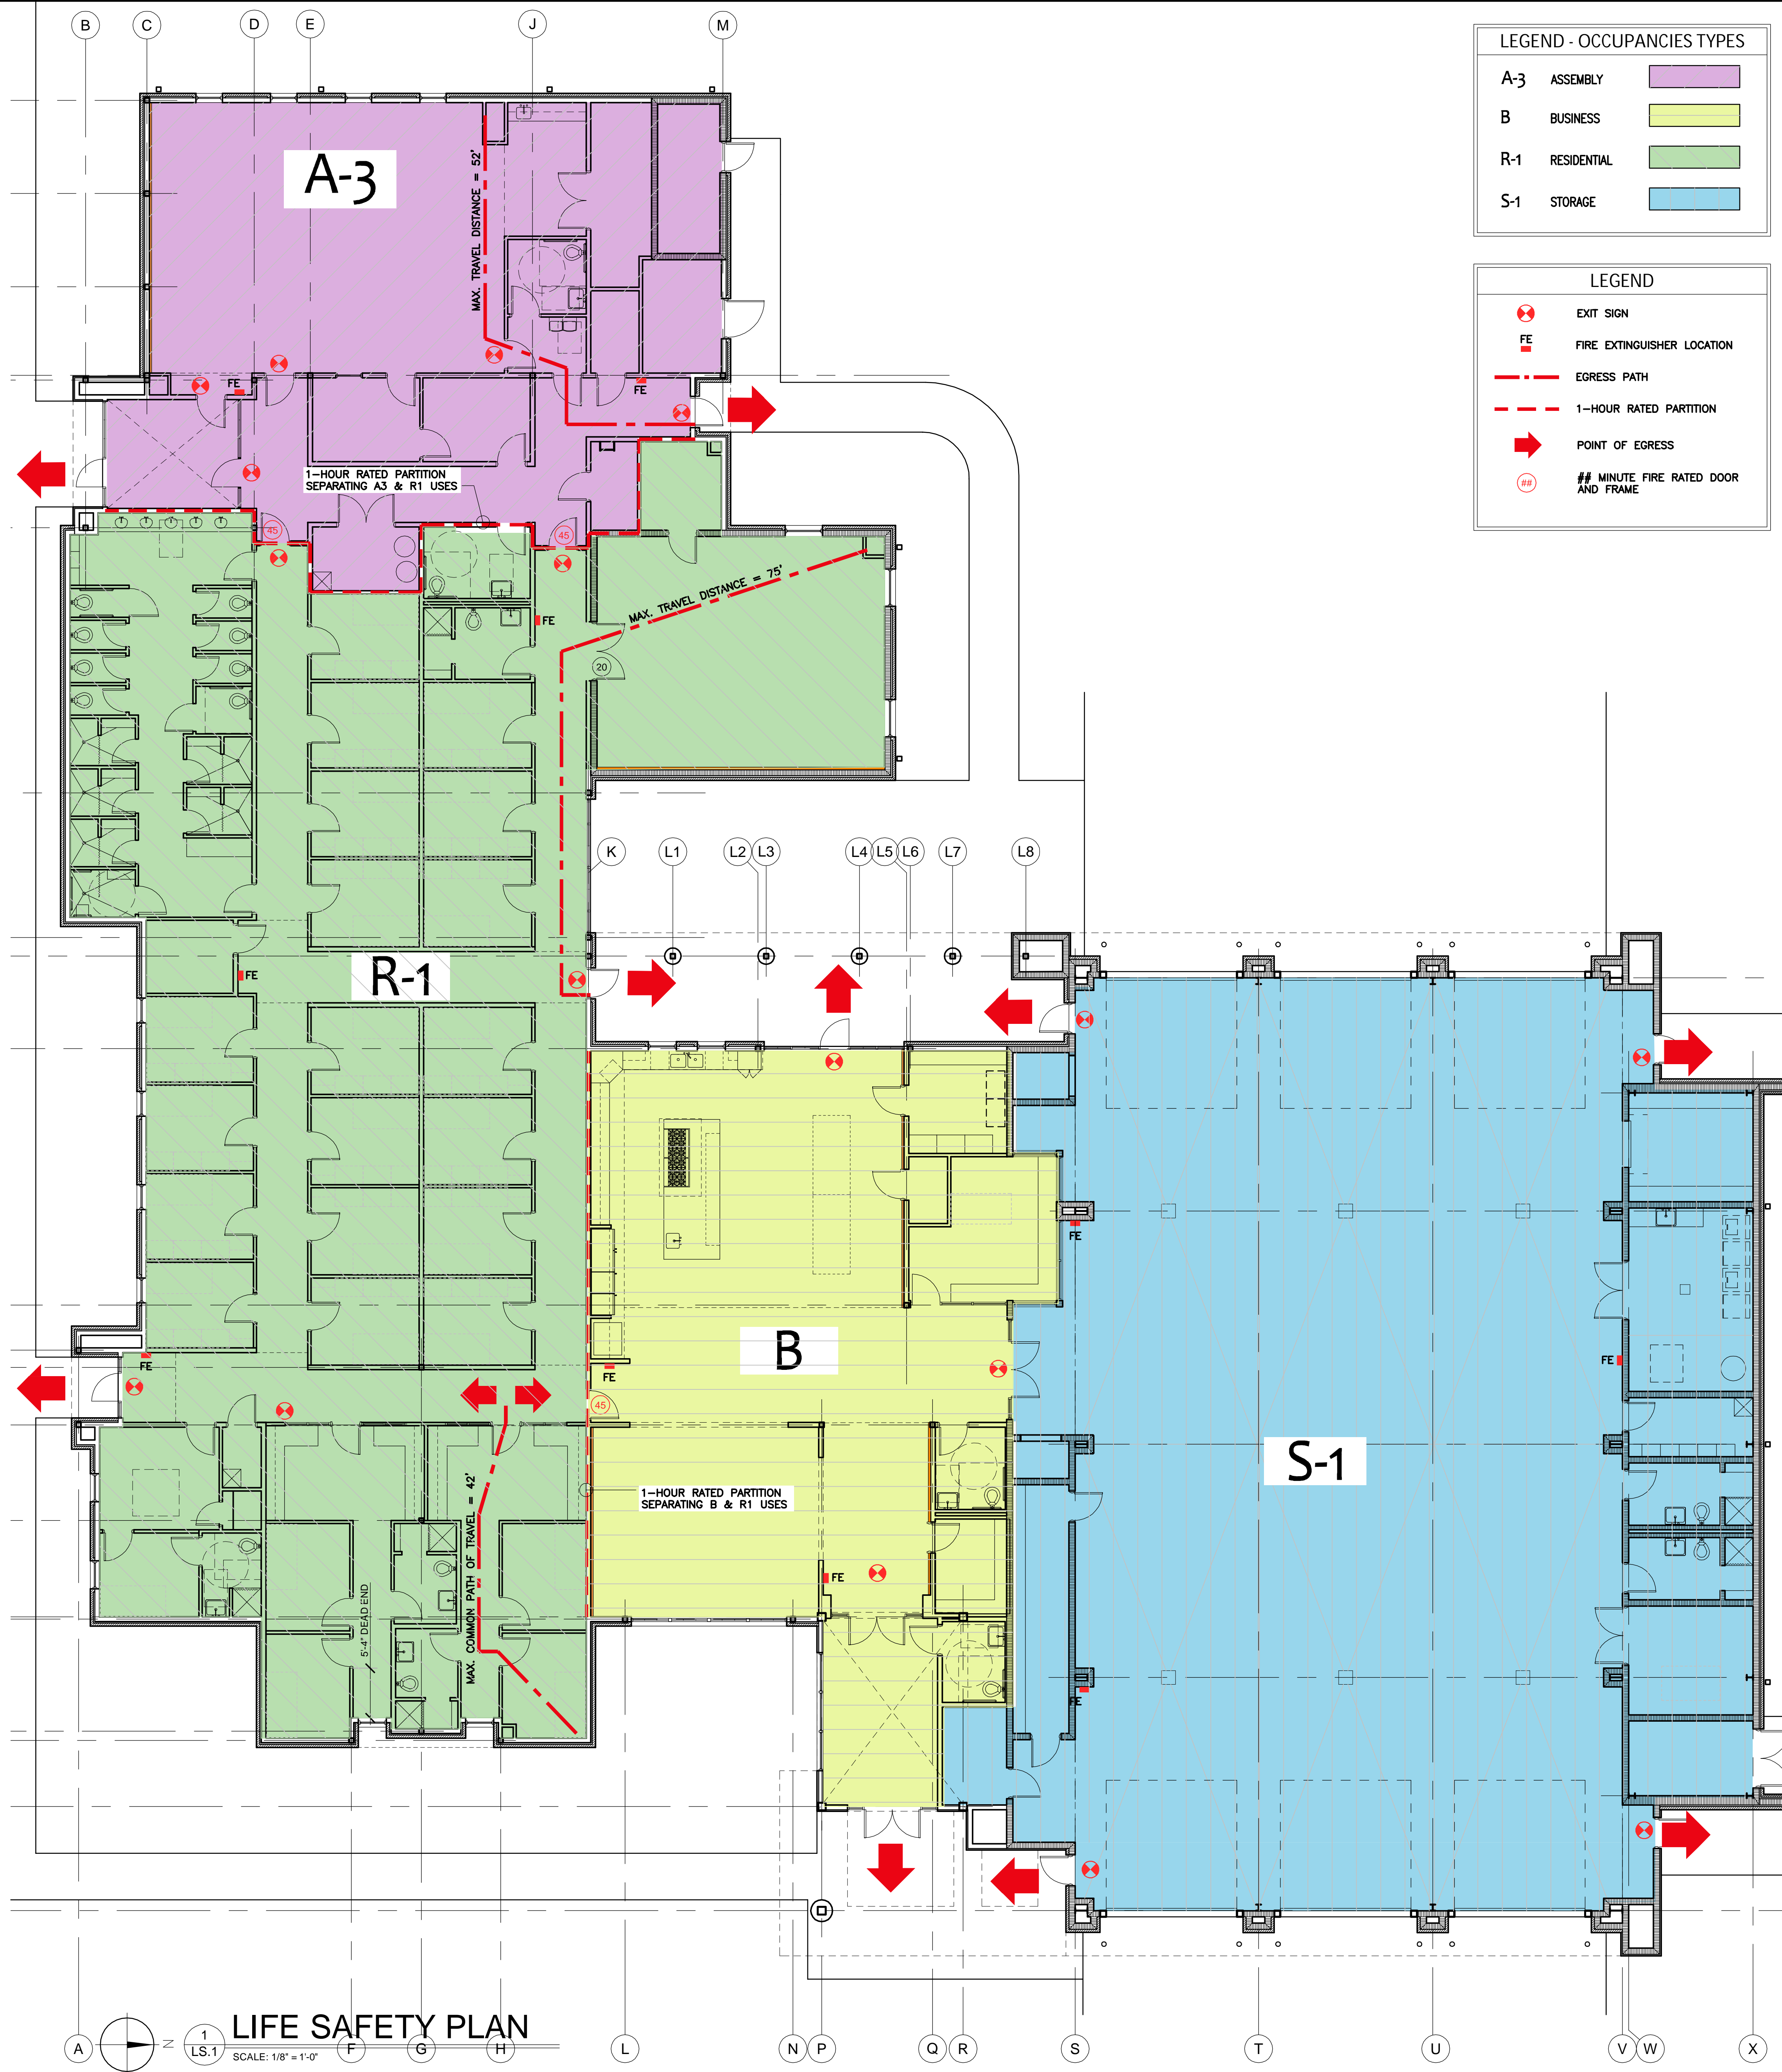 B
C
D
E
J
M
LEGEND - OCCUPANCIES TYPES
A-3 ASSEMBLY
B BUSINESS
R-1 RESIDENTIAL
S-1 STORAGE
LEGEND
EXIT SIGN
FE
FIRE EXTINGUISHER LOCATION
EGRESS PATH
1-HOUR RATED PARTITION
POINT OF EGRESS
## ## MINUTE FIRE RATED DOOR
AND FRAME
A-3
MAX. TRAVEL DISTANCE = 52'
FE
FE
1-HOUR RATED PARTITION
SEPARATING A3 & R1 USES
45
45
MAX. TRAVEL DISTANCE = 75'
FE
20
K
L1
L2
L3
L4
L5
L6
L7
L8
R-1
FE
FE
FE
B
FE
FE
45
S-1
1-HOUR RATED PARTITION
SEPARATING B & R1 USES
MAX. COMMON PATH OF TRAVEL = 42'
5'-4" DEAD END
FE
FE
N
1
LS.1
LIFE SAFETY PLAN
SCALE: 1/8" = 1'-0"
A
F
G
H
L
N
P
Q
R
S
T
U
V
W
X